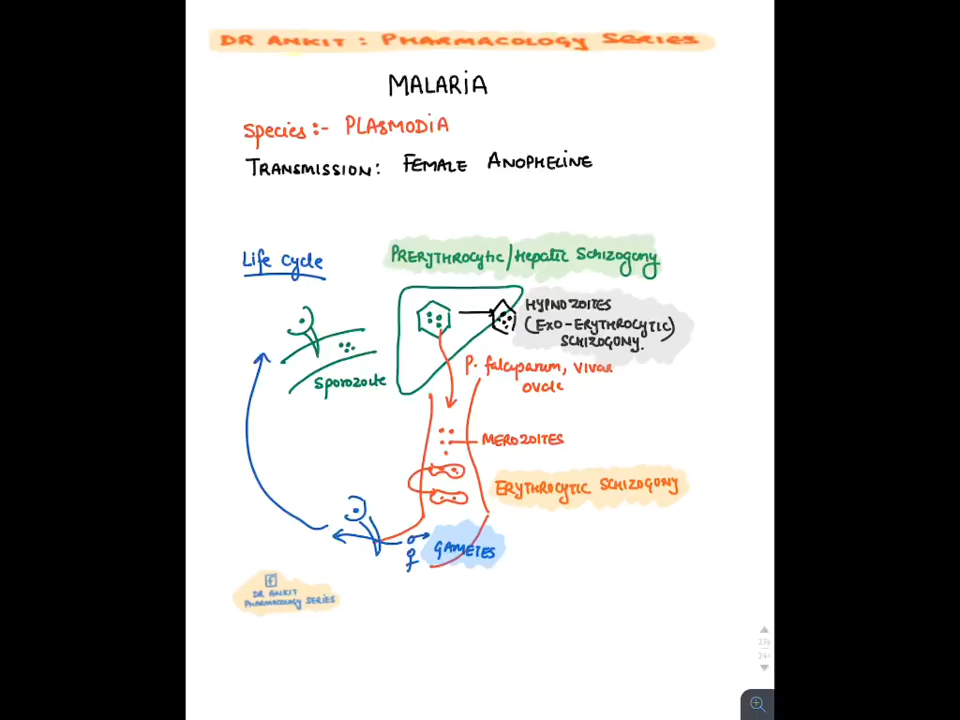 DR ANKIT : PHARMACOLOGY SERIES
MALARIA
Species :- PLASMODIA
TRANSMISSION: FEMALE ANOPHELINE
Life cycle
PRERYTHROCYTIC/Hepatic Schizogony
HYPNOZOITES
(EXO-ERYTHROCYTIC)
SCHIZOGONY.
P. falciparum, vivax
ovale
Sporozoite
MEROZOITES
ERYTHROCYTIC SCHIZOGONY
GAMETES
DR ANKIT
PHARMACOLOGY SERIES